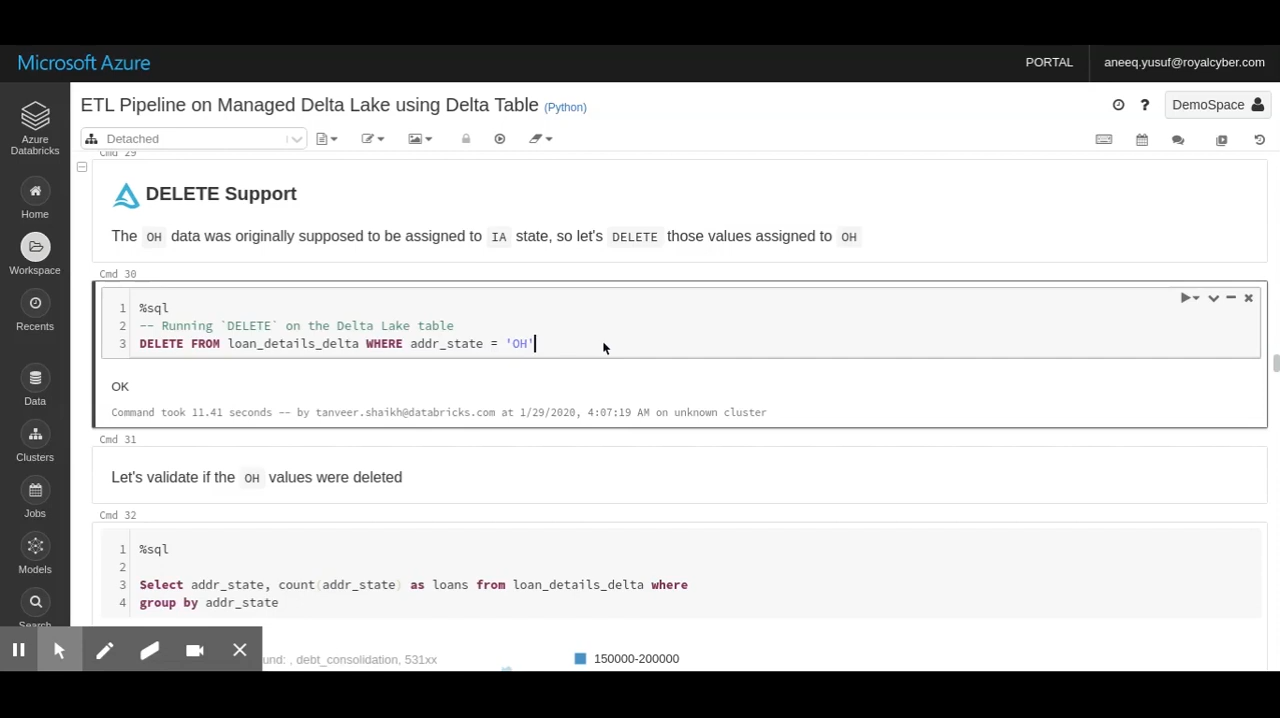 Microsoft Azure
PORTAL
aneeq.yusuf@royalcyber.com
ETL Pipeline on Managed Delta Lake using Delta Table (Python)
DemoSpace
Detached
Azure Databricks
Home
Workspace
Recents
Data
Clusters
Jobs
Models
Search
Cmd 29
DELETE Support
The OH data was originally supposed to be assigned to IA state, so let's DELETE those values assigned to OH
Cmd 30
1 %sql
2 -- Running `DELETE` on the Delta Lake table
3 DELETE FROM loan_details_delta WHERE addr_state = 'OH'
OK
Command took 11.41 seconds -- by tanveer.shaikh@databricks.com at 1/29/2020, 4:07:19 AM on unknown cluster
Cmd 31
Let's validate if the OH values were deleted
Cmd 32
1 %sql
2
3 Select addr_state, count(addr_state) as loans from loan_details_delta where
4 group by addr_state
und: , debt_consolidation, 531xx
150000-200000